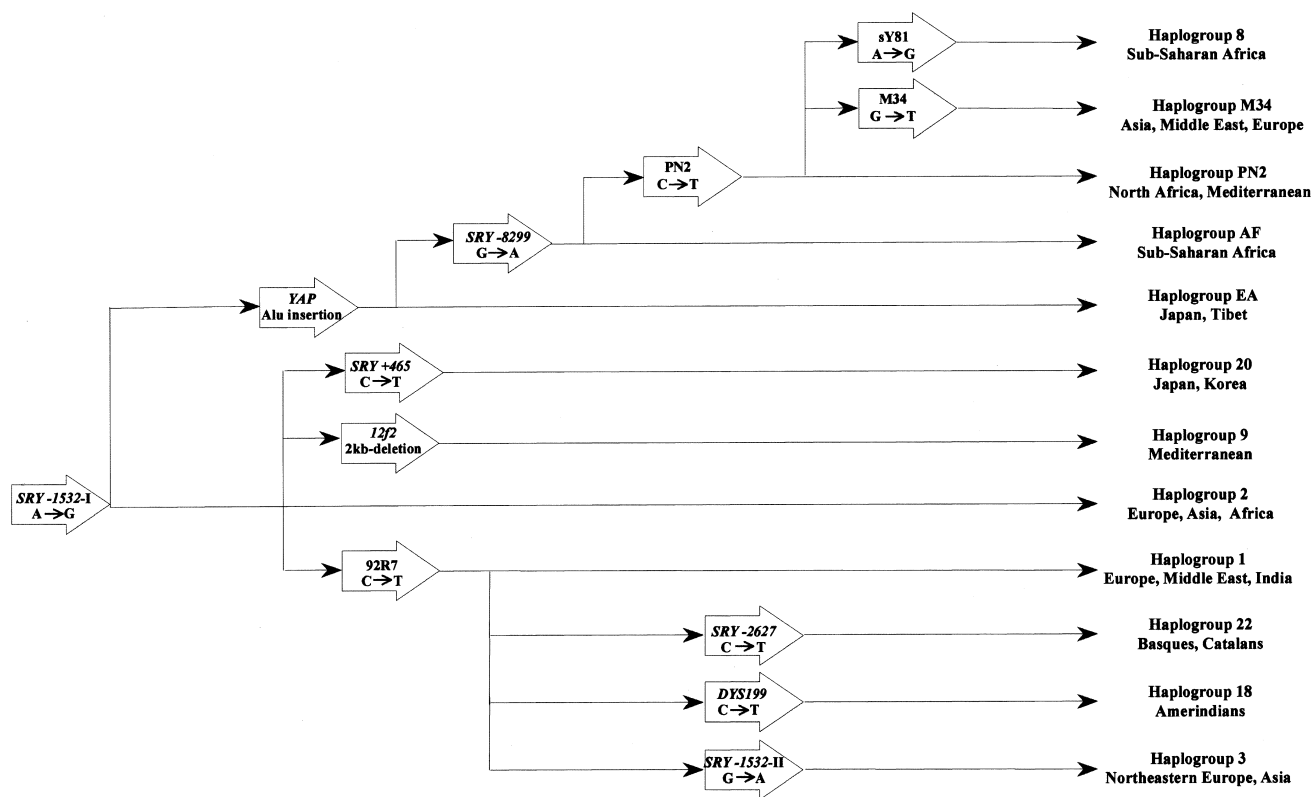 sY81
A→G
Haplogroup 8
Sub-Saharan Africa
M34
G→T
Haplogroup M34
Asia, Middle East, Europe
PN2
C→T
Haplogroup PN2
North Africa, Mediterranean
SRY -8299
G→A
Haplogroup AF
Sub-Saharan Africa
YAP
Alu insertion
Haplogroup EA
Japan, Tibet
SRY +465
C→T
Haplogroup 20
Japan, Korea
12f2
2kb-deletion
Haplogroup 9
Mediterranean
SRY -1532-I
A→G
Haplogroup 2
Europe, Asia, Africa
92R7
C→T
Haplogroup 1
Europe, Middle East, India
SRY -2627
C→T
Haplogroup 22
Basques, Catalans
DYS199
C→T
Haplogroup 18
Amerindians
SRY -1532-II
G→A
Haplogroup 3
Northeastern Europe, Asia